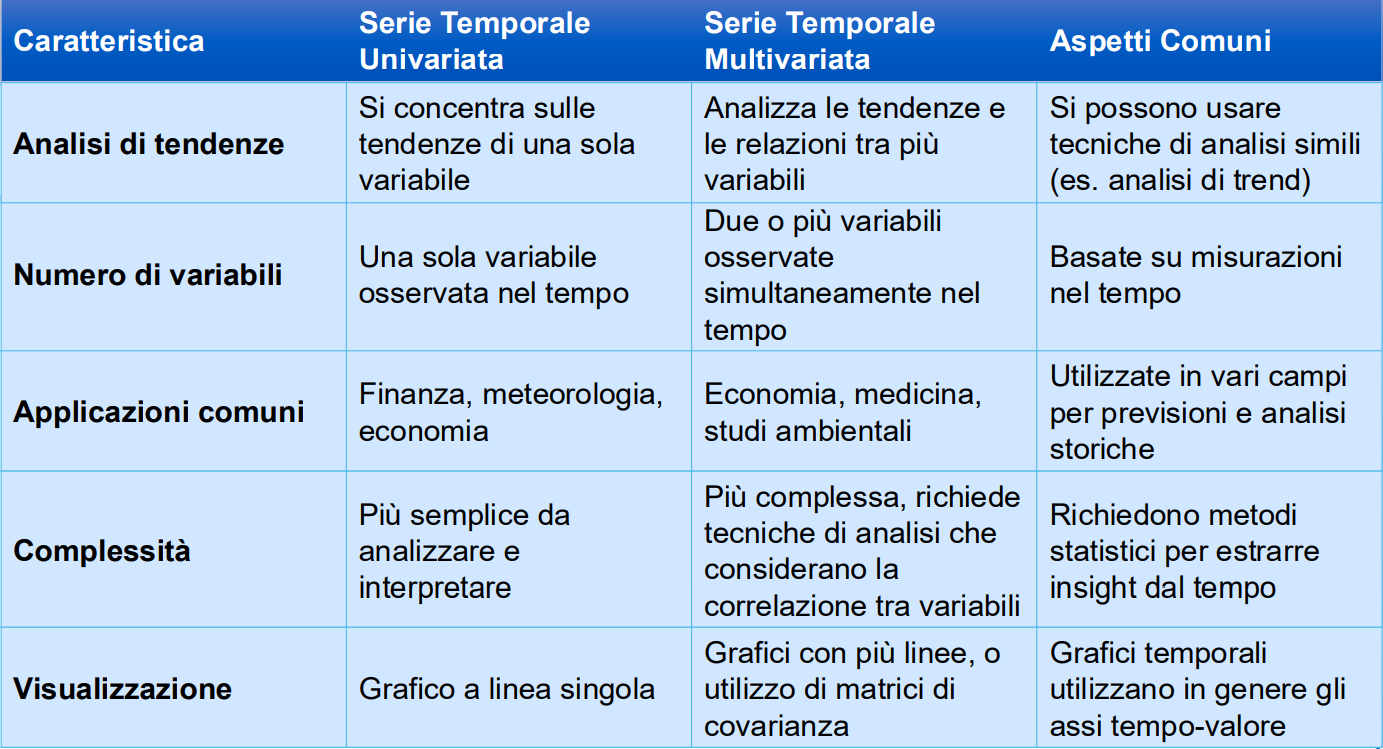 Caratteristica
Serie Temporale
Univariata
Serie Temporale
Multivariata
Aspetti Comuni
Analisi di tendenze
Si concentra sulle
tendenze di una sola
variabile
Analizza le tendenze e
le relazioni tra più
variabili
Si possono usare
tecniche di analisi simili
(es. analisi di trend)
Numero di variabili
Una sola variabile
osservata nel tempo
Due o più variabili
osservate
simultaneamente nel
tempo
Basate su misurazioni
nel tempo
Applicazioni comuni
Finanza, meteorologia,
economia
Economia, medicina,
studi ambientali
Utilizzate in vari campi
per previsioni e analisi
storiche
Complessità
Più semplice da
analizzare e
interpretare
Più complessa, richiede
tecniche di analisi che
considerano la
correlazione tra variabili
Richiedono metodi
statistici per estrarre
insight dal tempo
Visualizzazione
Grafico a linea singola
Grafici con più linee, o
utilizzo di matrici di
covarianza
Grafici temporali
utilizzano in genere gli
assi tempo-valore